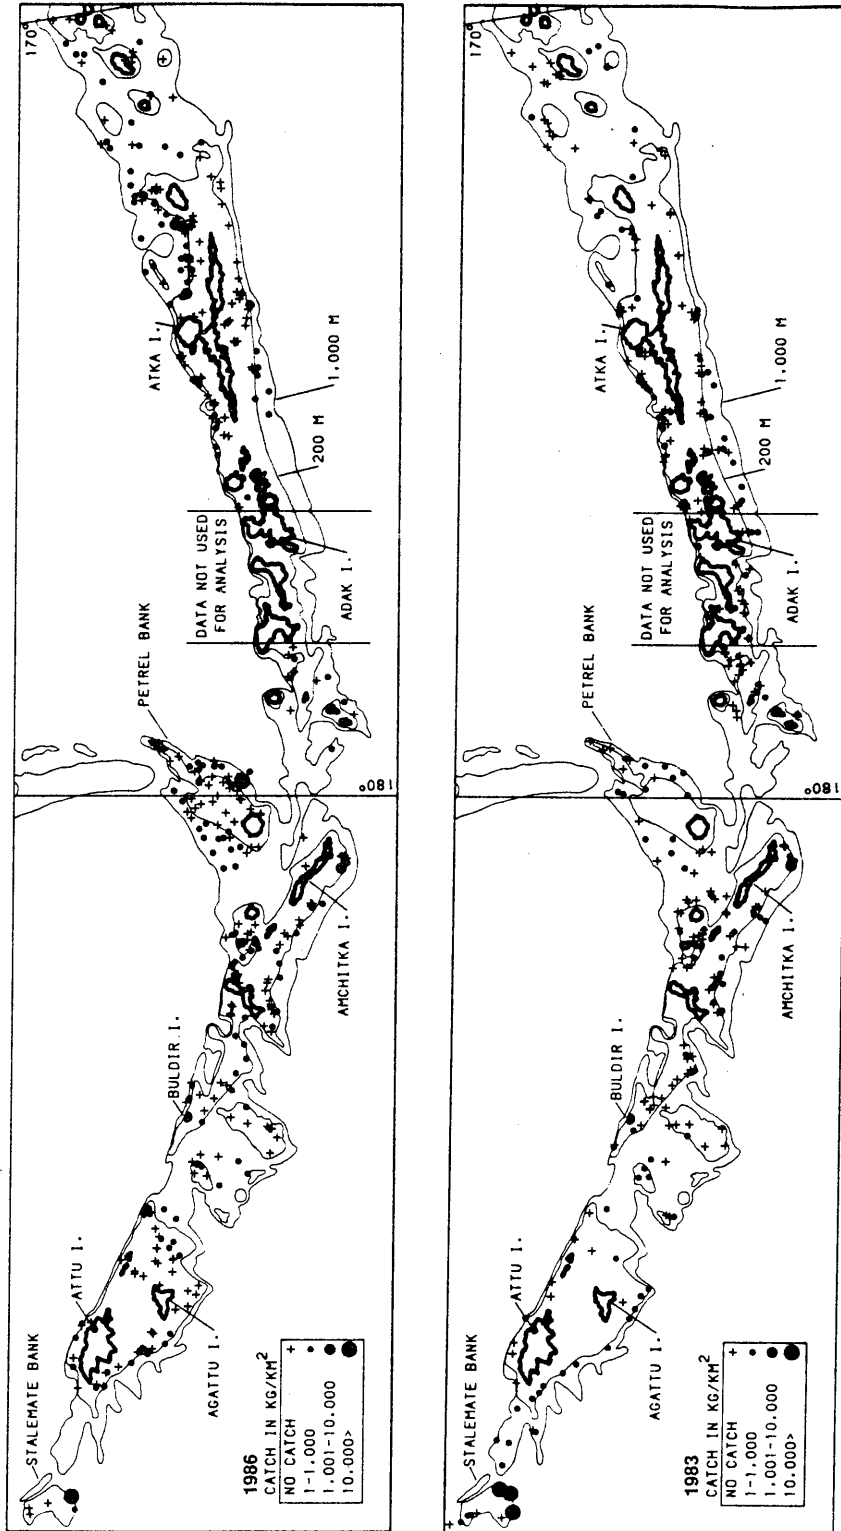 170°
ATKA I.
1,000 M
200 M
DATA NOT USED
FOR ANALYSIS
ADAK I.
PETREL BANK
180°
AMCHITKA I.
BULDIR I.
ATTU I.
AGATTU I.
STALEMATE BANK
1986
CATCH IN KG/KM²
NO CATCH +
1-1,000
1,001-10,000
10,000>
170°
ATKA I.
1,000 M
200 M
DATA NOT USED
FOR ANALYSIS
ADAK I.
PETREL BANK
180°
AMCHITKA I.
BULDIR I.
ATTU I.
AGATTU I.
STALEMATE BANK
1983
CATCH IN KG/KM²
NO CATCH +
1-1,000
1,001-10,000
10,000>